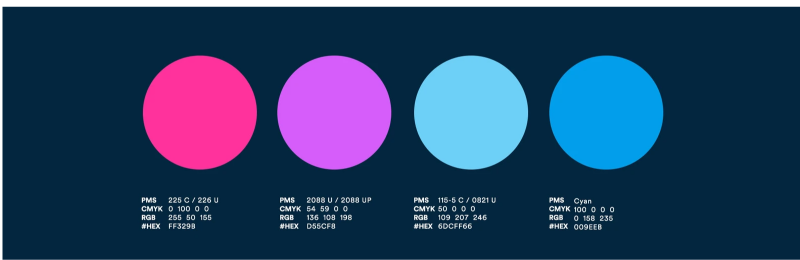 PMS 225 C / 226 U
CMYK 0 100 0 0
RGB 255 50 155
#HEX FF329B
PMS 2088 U / 2088 UP
CMYK 54 59 0 0
RGB 136 108 198
#HEX D55CF8
PMS 115-5 C / 0821 U
CMYK 50 0 0 0
RGB 109 207 246
#HEX 6DCFF66
PMS Cyan
CMYK 100 0 0 0
RGB 0 158 235
#HEX 009EEB